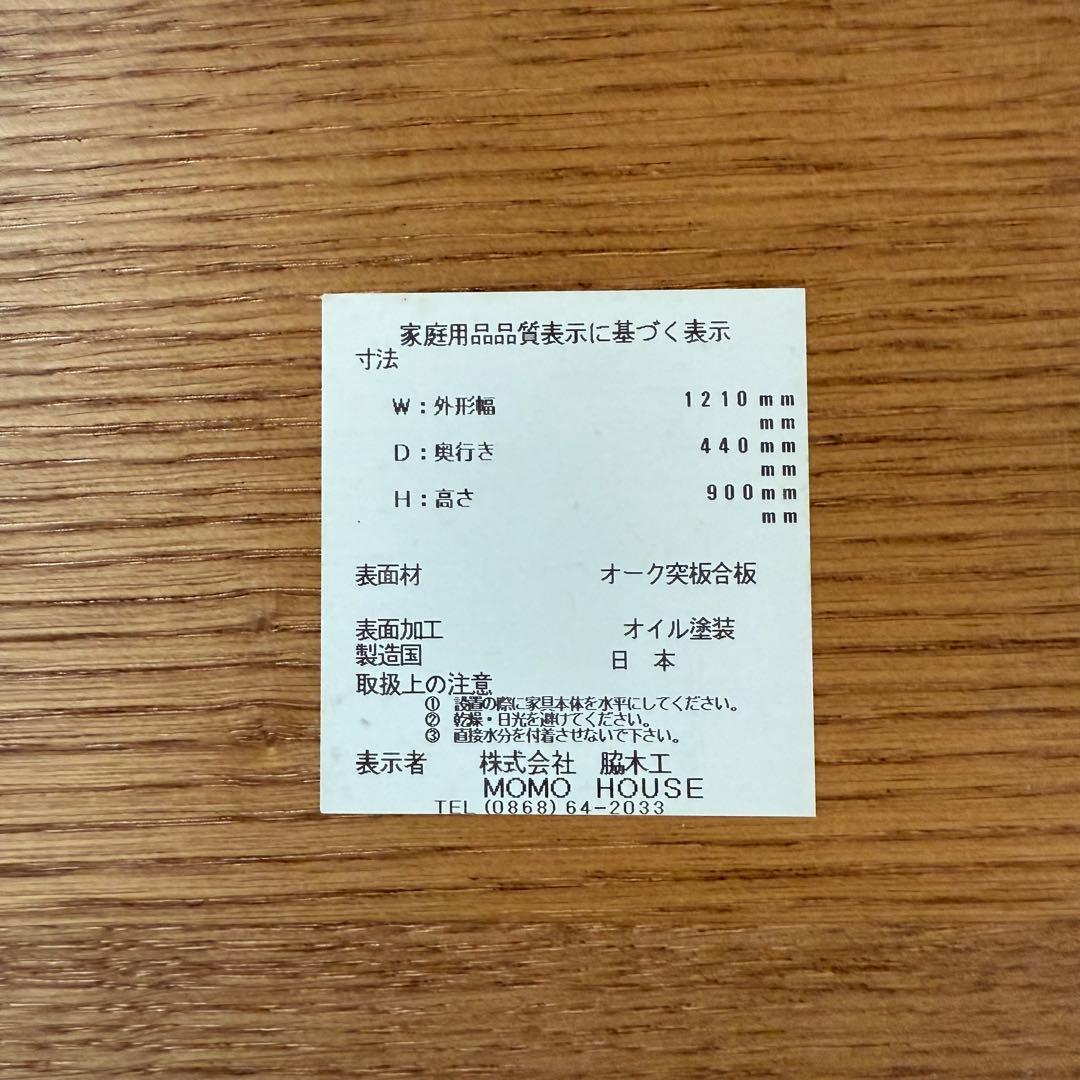 家庭用品品質表示に基づく表示
寸法
W：外形幅 1210mm
mm
D：奥行き 440mm
mm
H：高さ 900mm
mm
表面材 オーク突板合板
表面加工 オイル塗装
製造国 日 本
取扱上の注意
① 設置の際に家具本体を水平にしてください。
② 乾燥・日光を避けてください。
③ 直接水分を付着させないで下さい。
表示者 株式会社 脇木工
MOMO HOUSE
TEL (0868) 64-2033